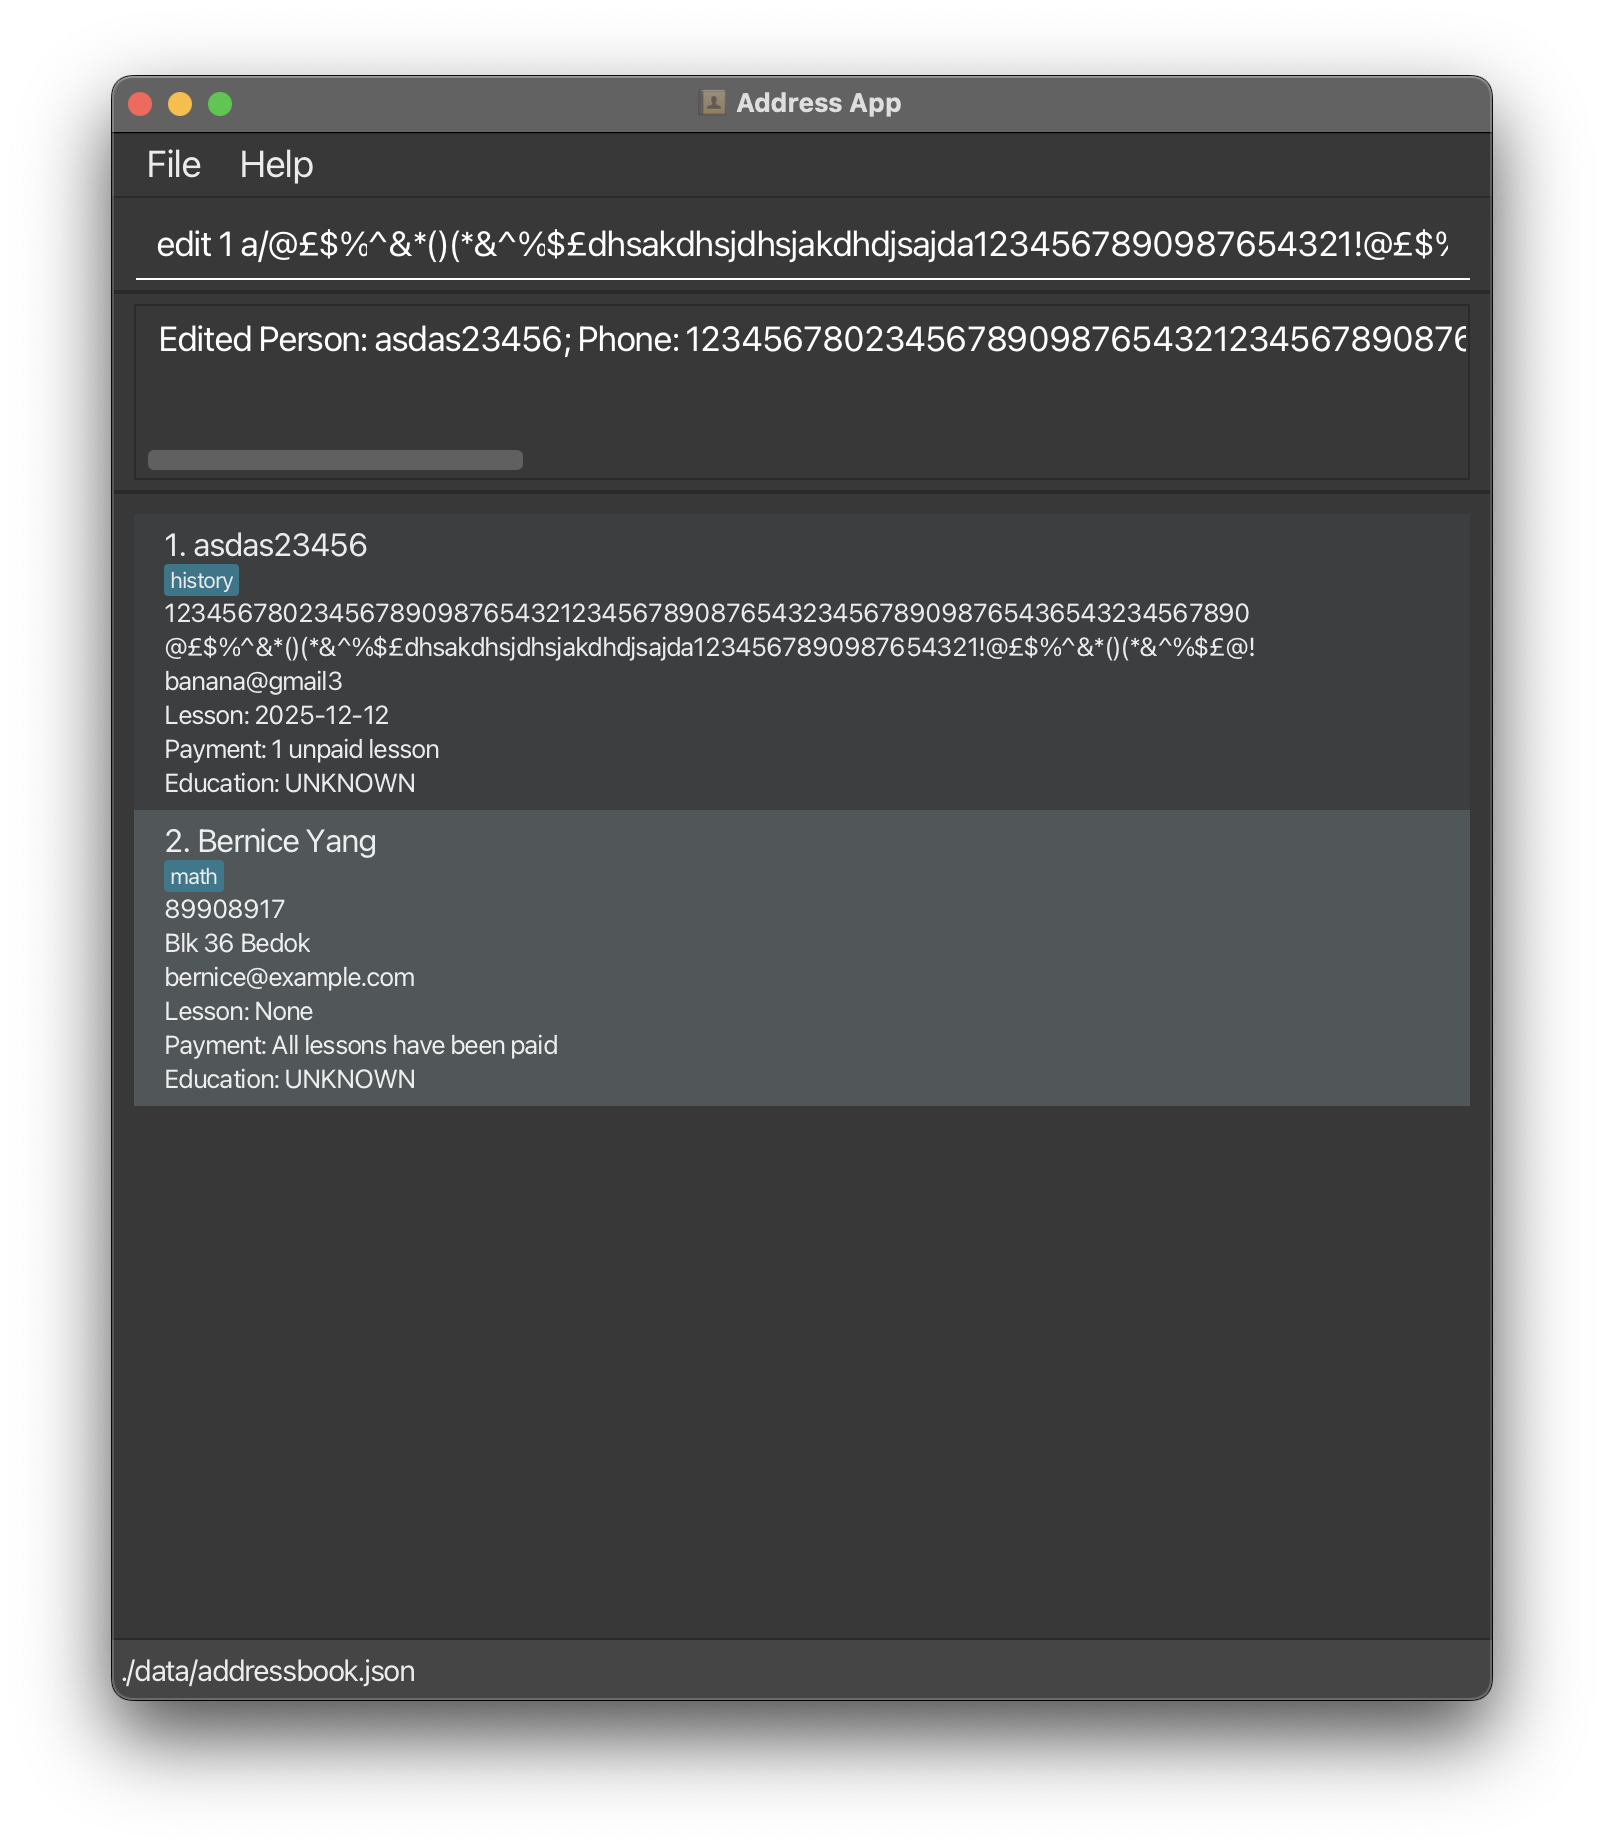 Address App
File Help
edit 1 a/@£$%^&*()(*&^%$£dhsakdhsjdhsjakdhdjsajda1234567890987654321!@£$%
Edited Person: asdas23456; Phone: 123456780234567890987654321234567890876
1. asdas23456
history
1234567802345678909876543212345678908765432345678909876543654323456789​0
@£$%^&*()(*&^%$£dhsakdhsjdhsjakdhdjsajda1234567890987654321!@£$%^&*()(*&^%$£@!
banana@gmail3
Lesson: 2025-12-12
Payment: 1 unpaid lesson
Education: UNKNOWN
2. Bernice Yang
math
89908917
Blk 36 Bedok
bernice@example.com
Lesson: None
Payment: All lessons have been paid
Education: UNKNOWN
./data/addressbook.json